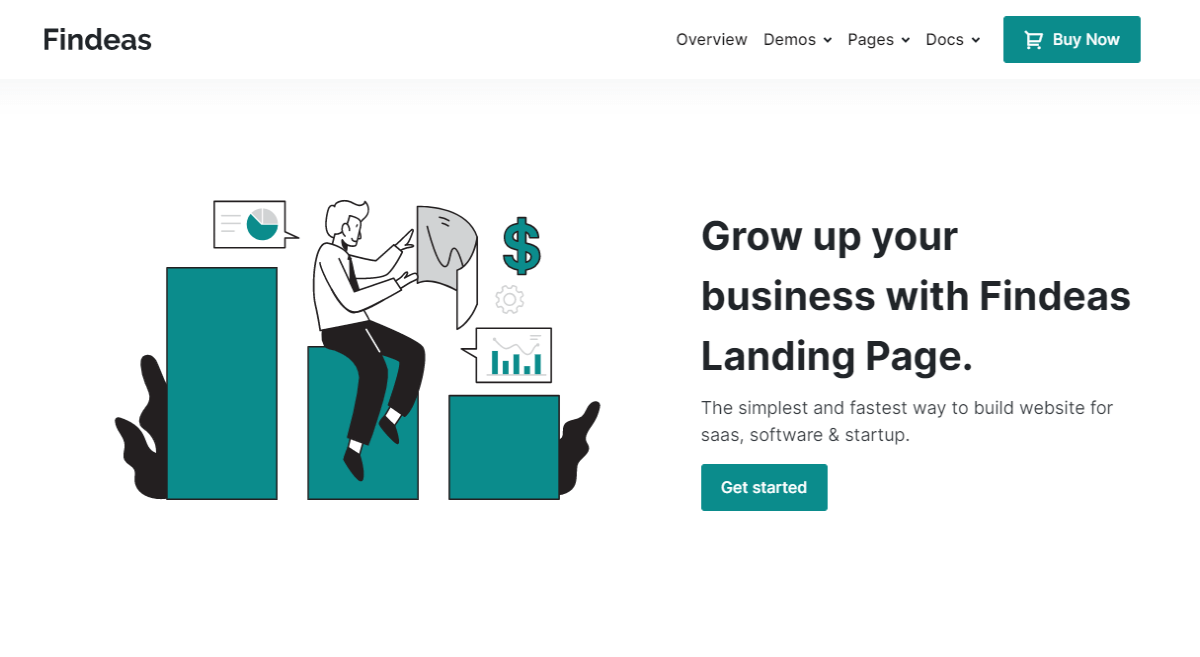 Findeas
Overview Demos Pages Docs Buy Now
$
Grow up your
business with Findeas
Landing Page.
The simplest and fastest way to build website for
saas, software & startup.
Get started